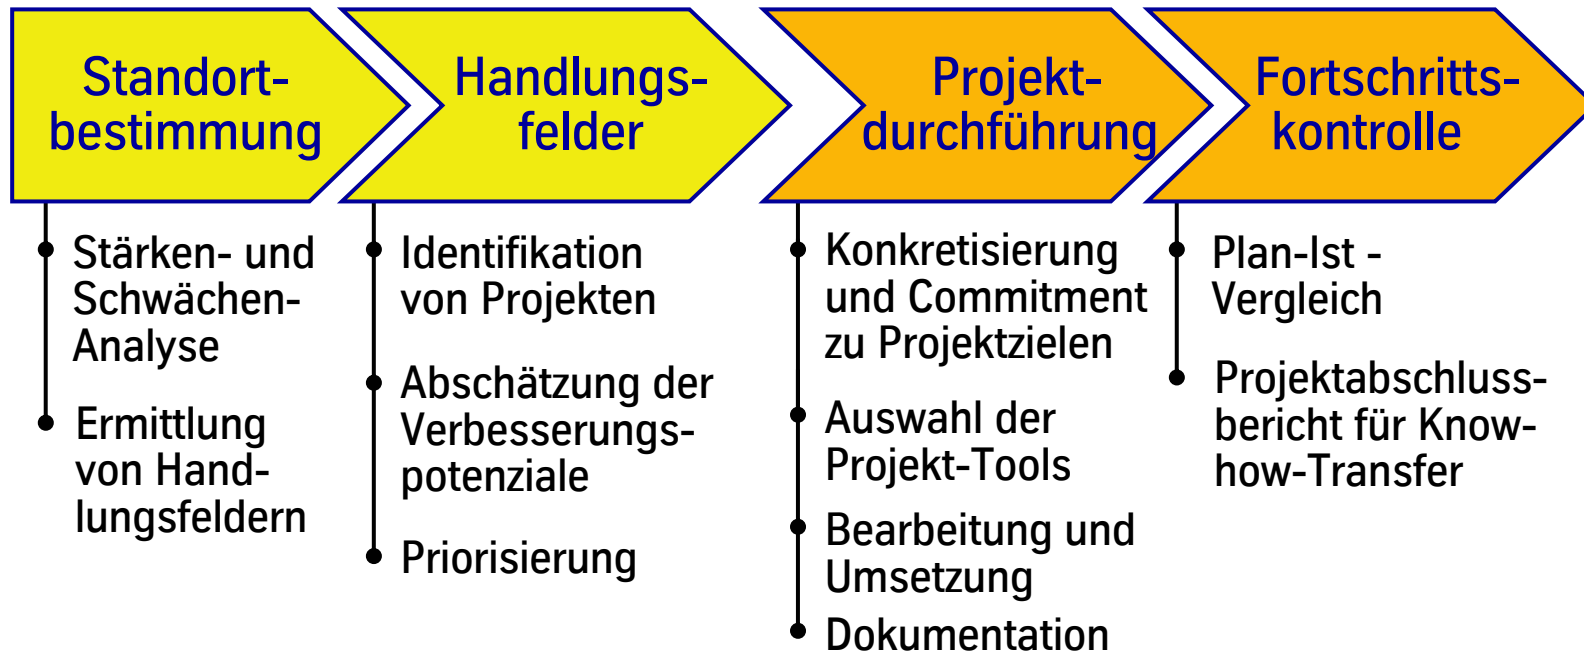 Standort-
bestimmung
Handlungs-
felder
Projekt-
durchführung
Fortschritts-
kontrolle
Stärken- und
Schwächen-
Analyse
Ermittlung
von Hand-
lungsfeldern
Identifikation
von Projekten
Abschätzung der
Verbesserungs-
potenziale
Priorisierung
Konkretisierung
und Commitment
zu Projektzielen
Auswahl der
Projekt-Tools
Bearbeitung und
Umsetzung
Dokumentation
Plan-Ist -
Vergleich
Projektabschluss-
bericht für Know-
how-Transfer